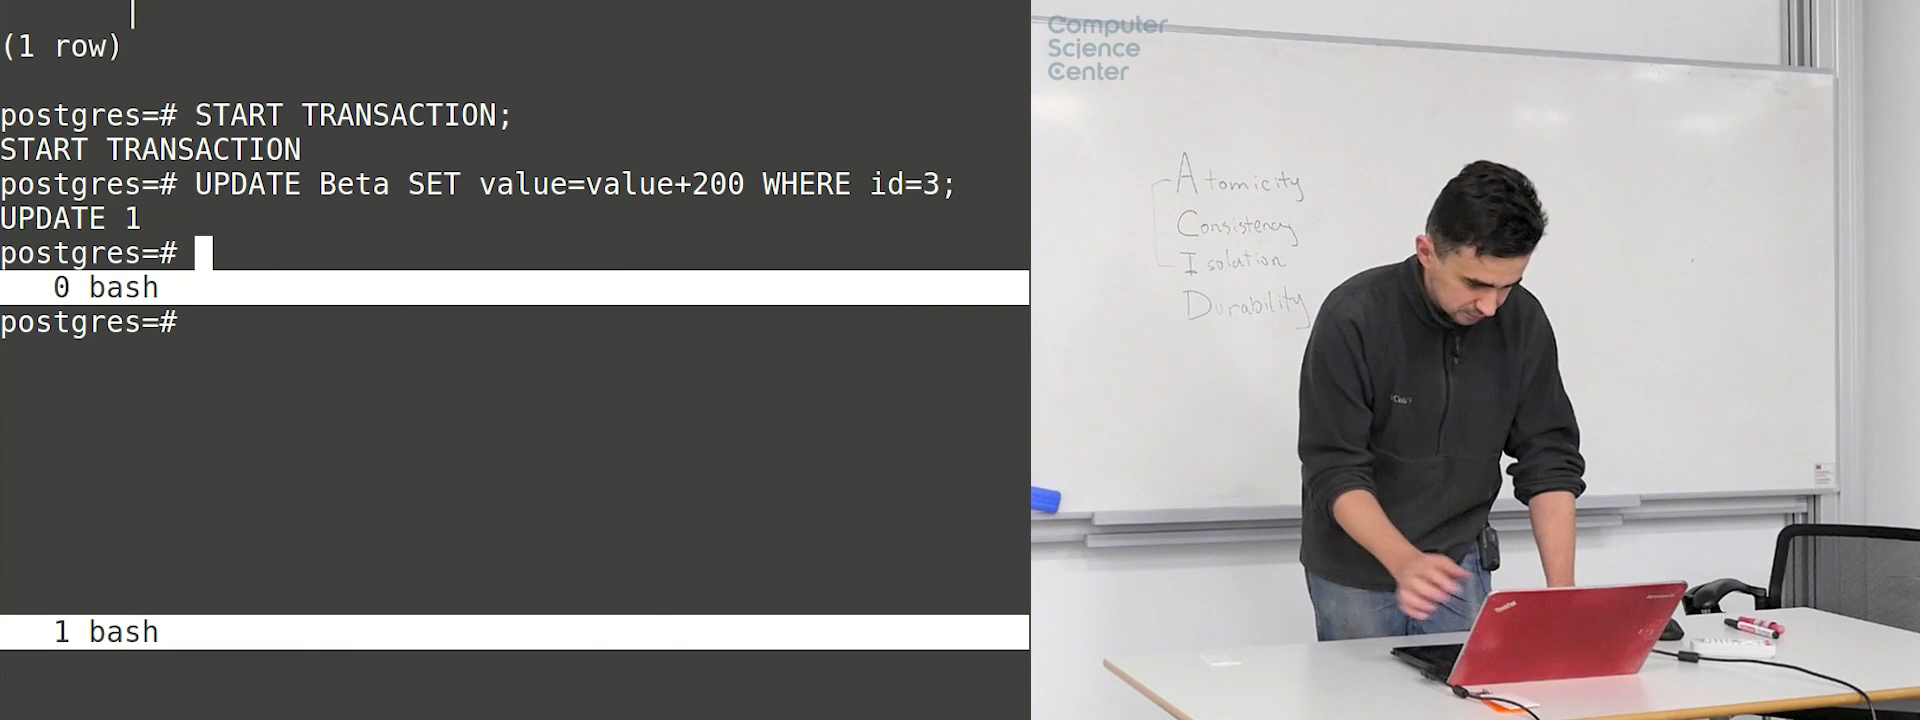 (1 row)
postgres=# START TRANSACTION;
START TRANSACTION
postgres=# UPDATE Beta SET value=value+200 WHERE id=3;
UPDATE 1
postgres=#
0 bash
postgres=#
1 bash
Computer
Science
Center
Atomicity
Consistency
Isolation
Durability
ThinkPad